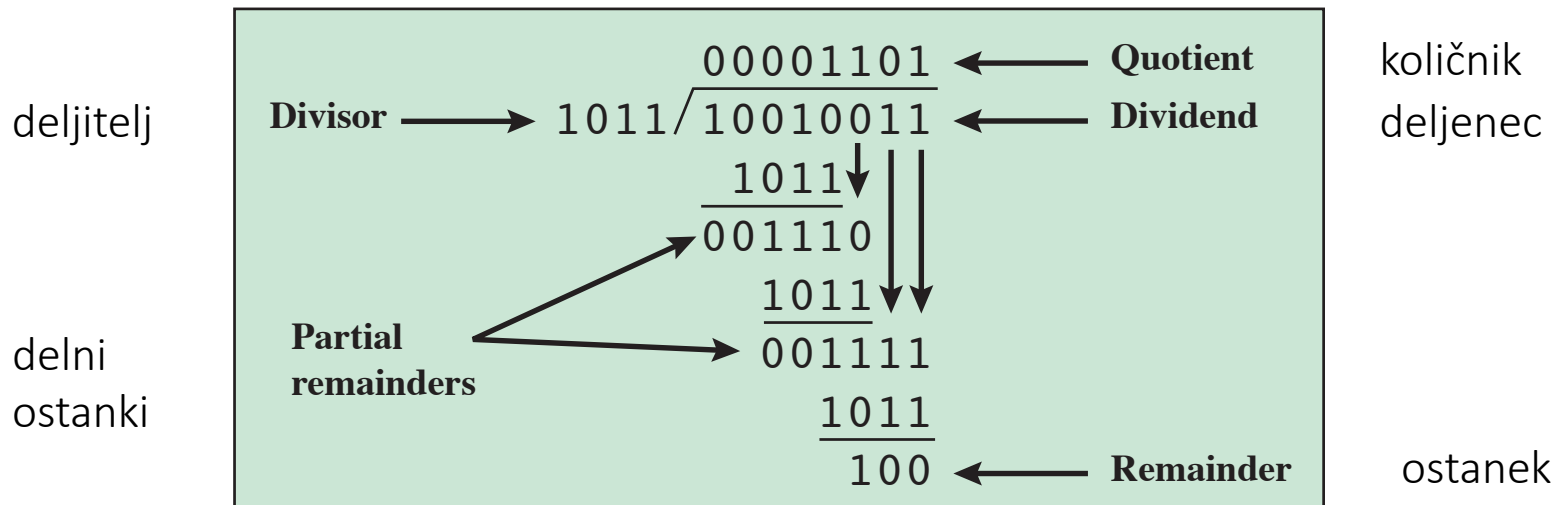 00001101 Quotient količnik
deljitelj Divisor 1011 / 10010011 Dividend deljenec
1011
001110
1011
Partial
remainders
001111
delni
ostanki
1011
100 Remainder ostanek